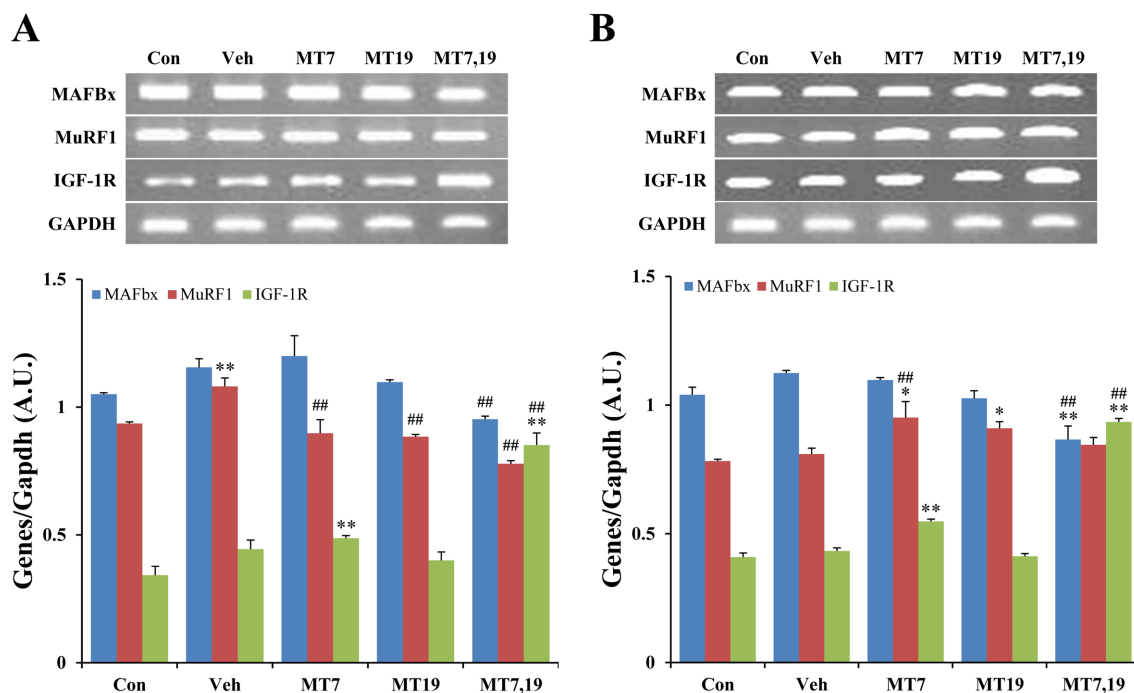 A
Con Veh MT7 MT19 MT7,19
MAFBx
MuRF1
IGF-1R
GAPDH
1.5
MAFbx MuRF1 IGF-1R
Genes/Gapdh (A.U.)
**
##
##
##
##
**
**
1
0.5
0
Con Veh MT7 MT19 MT7,19
B
Con Veh MT7 MT19 MT7,19
MAFBx
MuRF1
IGF-1R
GAPDH
1.5
MAFbx MuRF1 IGF-1R
Genes/Gapdh (A.U.)
##
*
*
##
**
##
**
**
1
0.5
0
Con Veh MT7 MT19 MT7,19